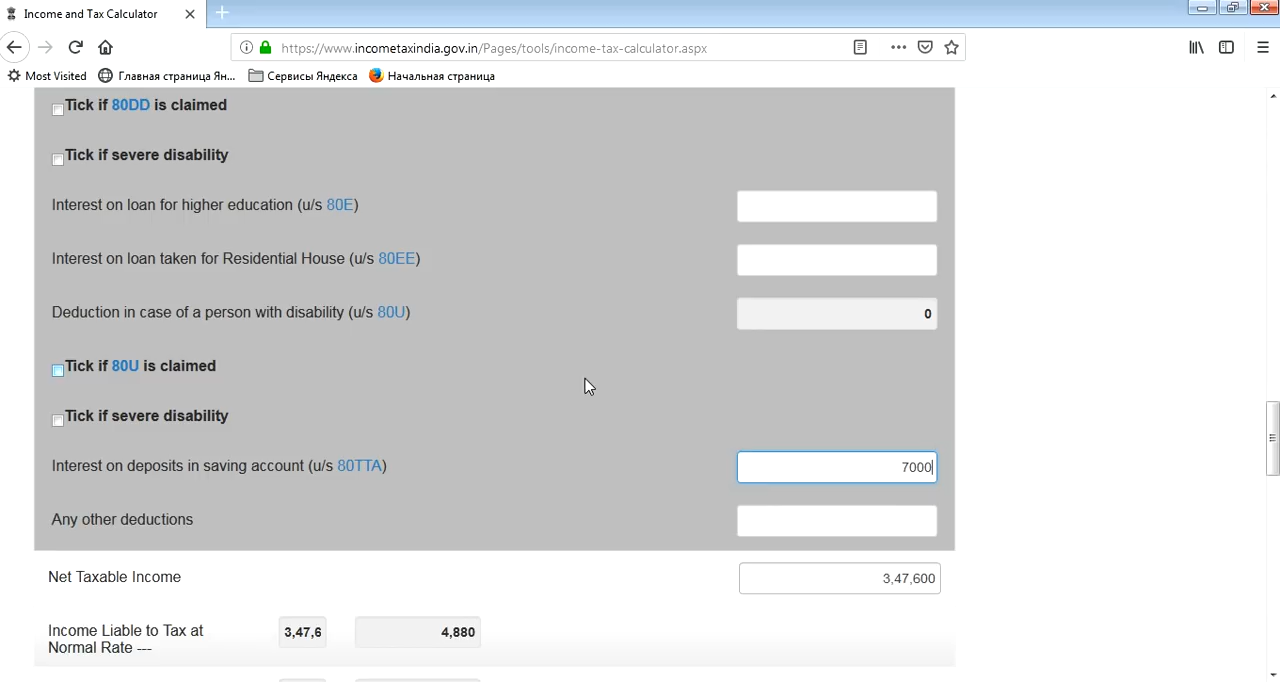 Income and Tax Calculator
https://www.incometaxindia.gov.in/Pages/tools/income-tax-calculator.aspx
Most Visited Главная страница Ян... Сервисы Яндекса Начальная страница
Tick if 80DD is claimed
Tick if severe disability
Interest on loan for higher education (u/s 80E)
Interest on loan taken for Residential House (u/s 80EE)
Deduction in case of a person with disability (u/s 80U) 0
Tick if 80U is claimed
Tick if severe disability
Interest on deposits in saving account (u/s 80TTA) 7000
Any other deductions
Net Taxable Income 3,47,600
Income Liable to Tax at 3,47,6 4,880
Normal Rate ---